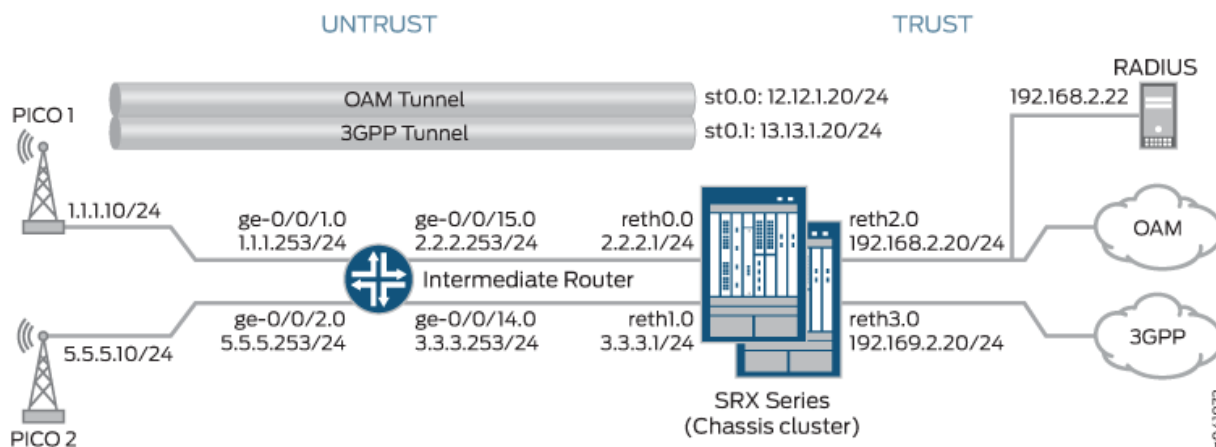 UNTRUST
TRUST
RADIUS
192.168.2.22
OAM Tunnel
st0.0: 12.12.1.20/24
3GPP Tunnel
st0.1: 13.13.1.20/24
PICO 1
1.1.1.10/24
ge-0/0/1.0
1.1.1.253/24
ge-0/0/15.0
2.2.2.253/24
reth0.0
2.2.2.1/24
reth2.0
192.168.2.20/24
OAM
Intermediate Router
ge-0/0/2.0
5.5.5.253/24
ge-0/0/14.0
3.3.3.253/24
reth1.0
3.3.3.1/24
reth3.0
192.169.2.20/24
3GPP
5.5.5.10/24
PICO 2
SRX Series
(Chassis cluster)